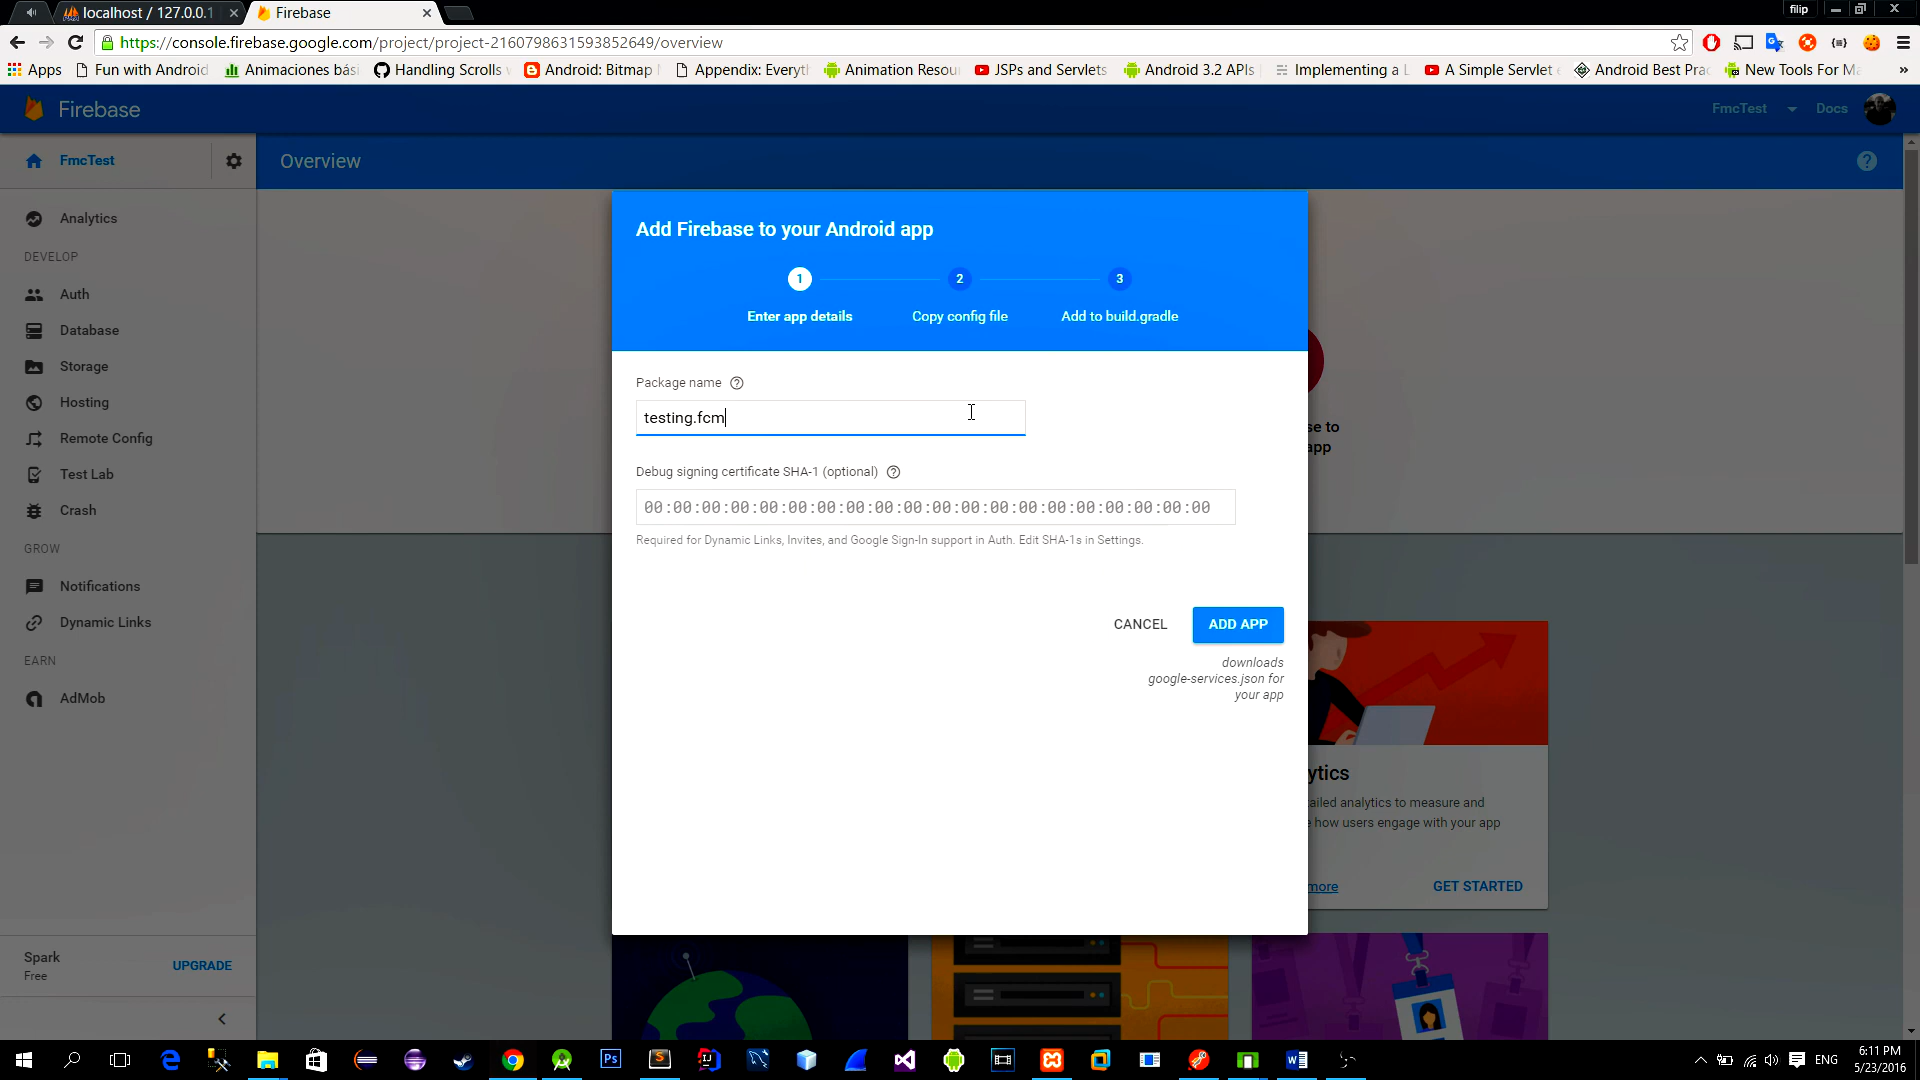 localhost / 127.0.0.1
Firebase
filip
https://console.firebase.google.com/project/project-2160798631593852649/overview
Apps
Fun with Android
Animaciones bási
Handling Scrolls
Android: Bitmap
Appendix: Everyt
Animation Resou
JSPs and Servlets
Android 3.2 APIs
Implementing a
A Simple Servlet
Android Best Prac
New Tools For Ma
»
Firebase
FmcTest
Docs
FmcTest
Overview
Analytics
DEVELOP
Auth
Database
Storage
Hosting
Remote Config
Test Lab
Crash
GROW
Notifications
Dynamic Links
EARN
AdMob
Spark
Free
UPGRADE
Add Firebase to your Android app
1
2
3
Enter app details
Copy config file
Add to build.gradle
Package name
testing.fcm
Debug signing certificate SHA-1 (optional)
00:00:00:00:00:00:00:00:00:00:00:00:00:00:00:00:00:00:00:00
Required for Dynamic Links, Invites, and Google Sign-In support in Auth. Edit SHA-1s in Settings.
CANCEL
ADD APP
downloads
google-services.json for
your app
se to
app
ytics
ailed analytics to measure and
how users engage with your app
more
GET STARTED
ENG
6:11 PM
5/23/2016